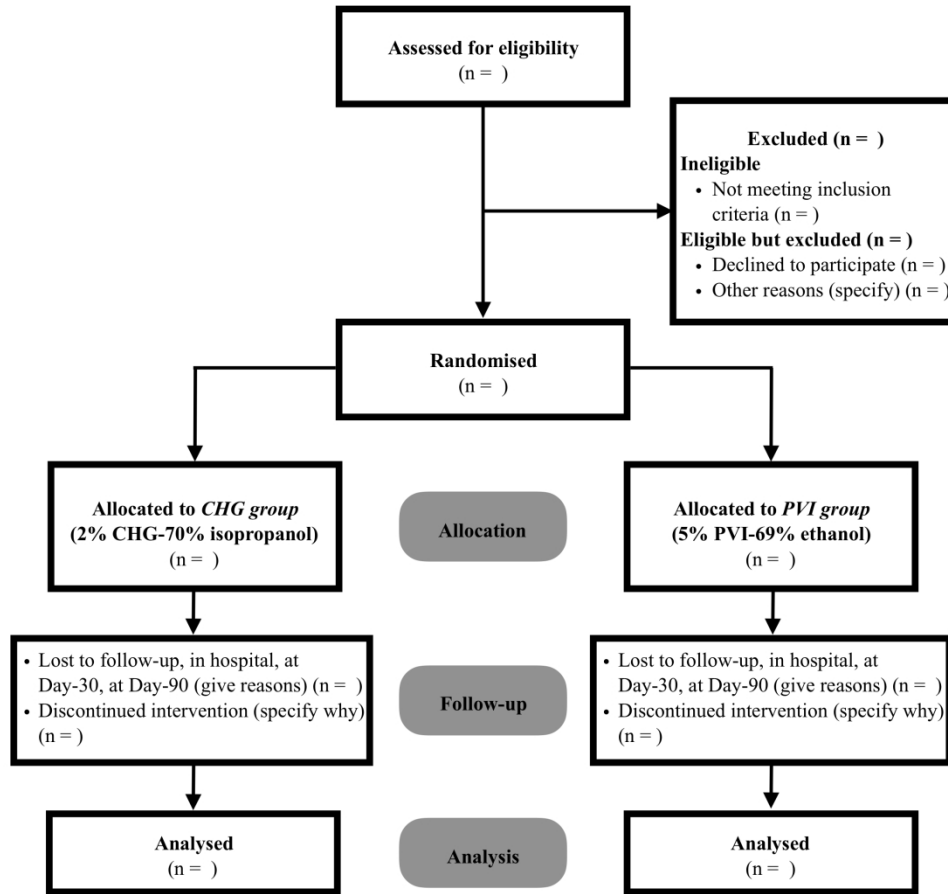 Assessed for eligibility
(n =  )
Excluded (n =  )
Ineligible
• Not meeting inclusion
criteria (n = )
Eligible but excluded (n = )
• Declined to participate (n = )
• Other reasons (specify) (n = )
Randomised
(n =  )
Allocated to CHG group
(2% CHG-70% isopropanol)
(n =  )
Allocation
Allocated to PVI group
(5% PVI-69% ethanol)
(n =  )
• Lost to follow-up, in hospital, at
Day-30, at Day-90 (give reasons) (n =  )
• Discontinued intervention (specify why)
(n = )
Follow-up
• Lost to follow-up, in hospital, at
Day-30, at Day-90 (give reasons) (n =  )
• Discontinued intervention (specify why)
(n = )
Analysed
(n =  )
Analysis
Analysed
(n =  )